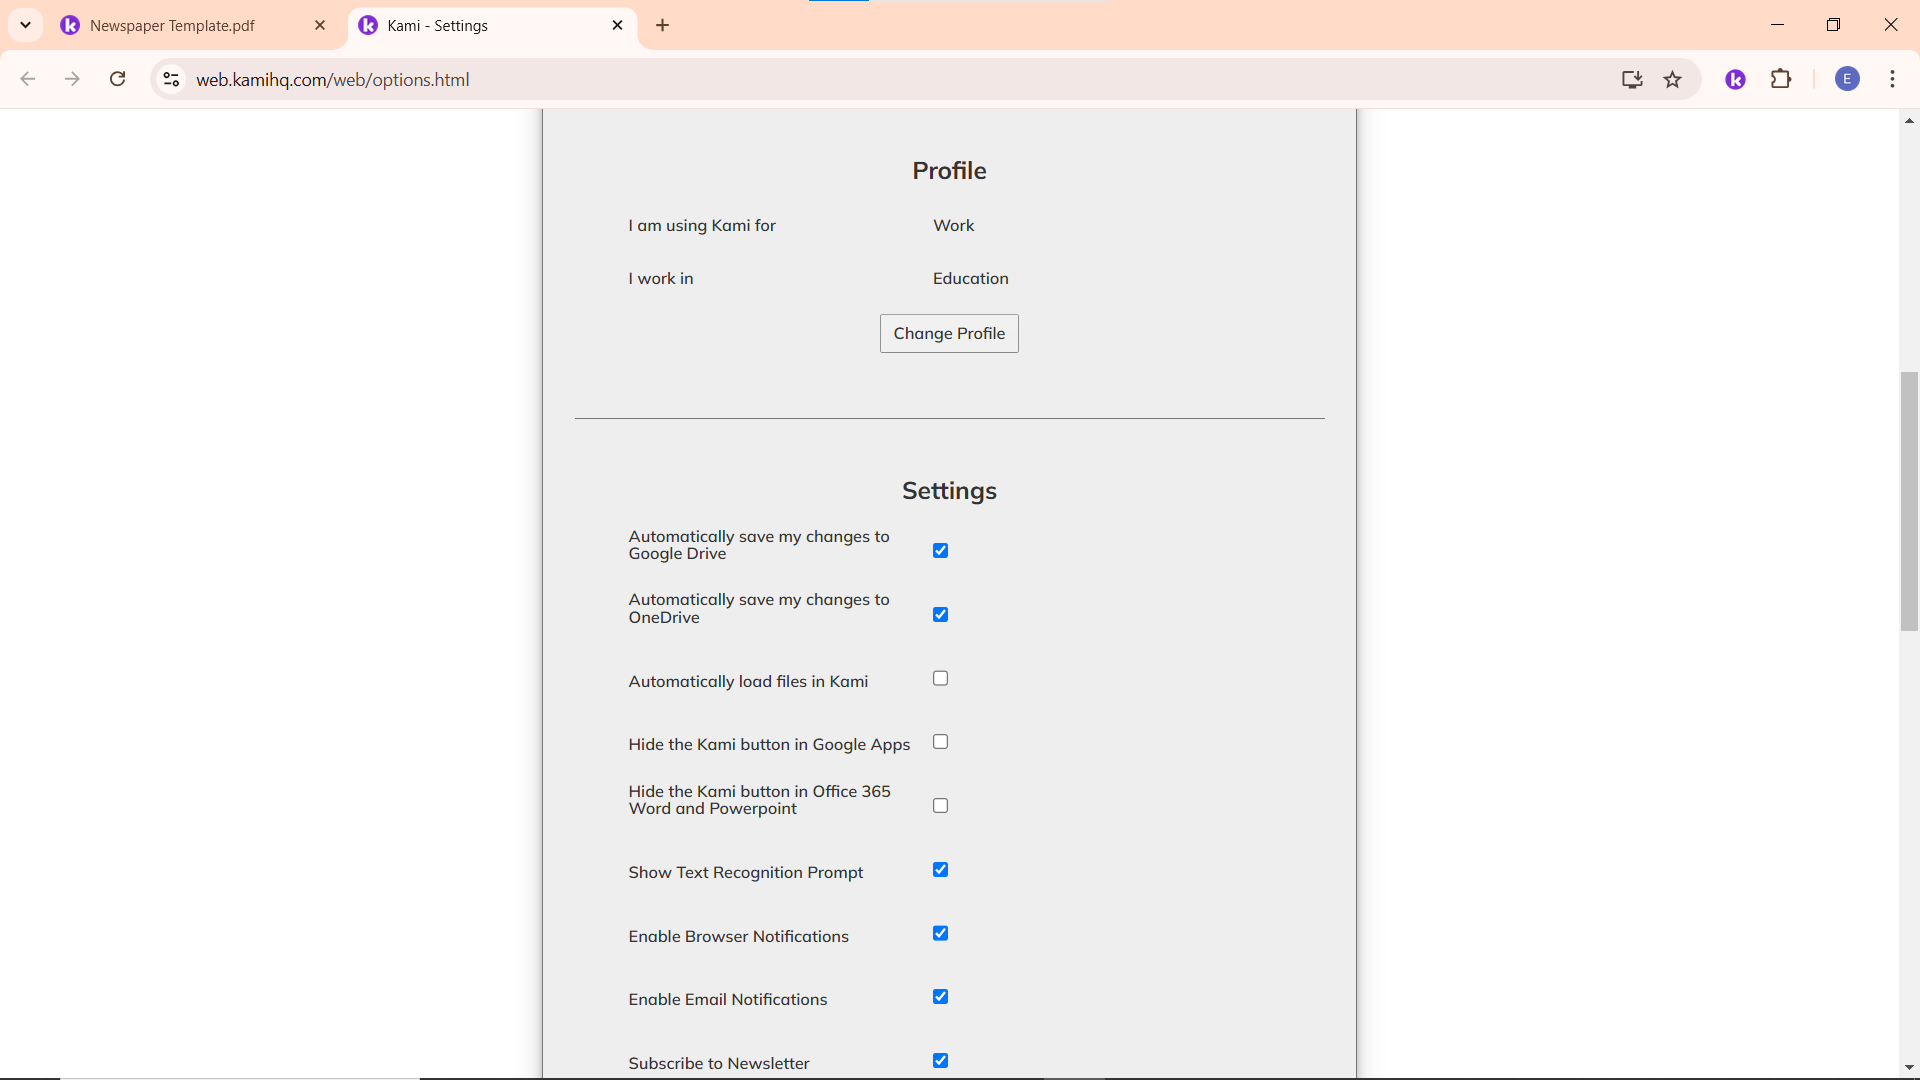 Newspaper Template.pdf
Kami - Settings
web.kamihq.com/web/options.html
E
Profile
I am using Kami for Work
I work in Education
Change Profile
Settings
Automatically save my changes to
Google Drive
Automatically save my changes to
OneDrive
Automatically load files in Kami
Hide the Kami button in Google Apps
Hide the Kami button in Office 365
Word and Powerpoint
Show Text Recognition Prompt
Enable Browser Notifications
Enable Email Notifications
Subscribe to Newsletter